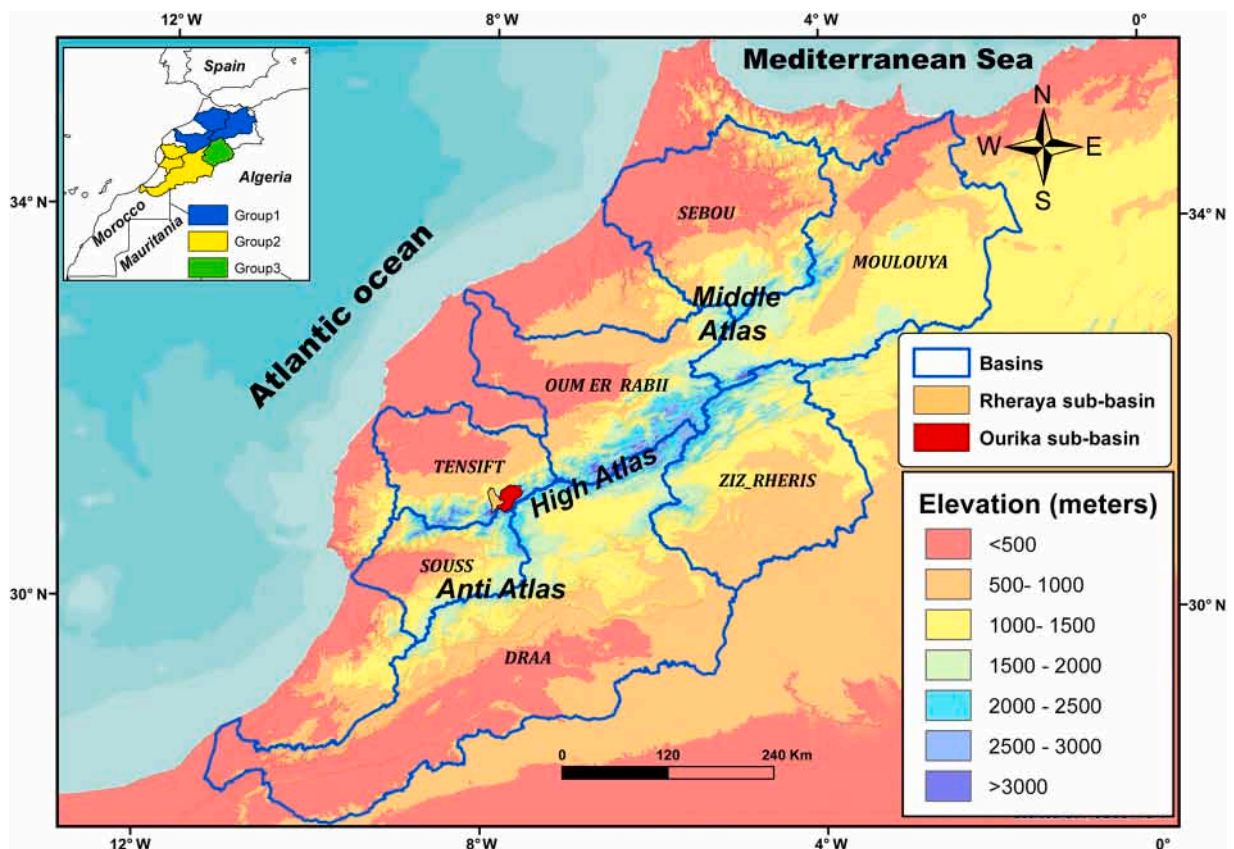 12° W
8° W
4° W
0°
Mediterranean Sea
Spain
Algeria
Morocco
Mauritania
Group1
Group2
Group3
N
W
E
S
34° N
34° N
SEBOU
MOULOUYA
Atlantic ocean
Middle
Atlas
OUM ER RABII
Basins
Rheraya sub-basin
Ourika sub-basin
TENSIFT
High Atlas
ZIZ_RHERIS
SOUSS
Anti Atlas
30° N
30° N
DRAA
Elevation (meters)
<500
500- 1000
1000- 1500
1500 - 2000
2000 - 2500
2500 - 3000
>3000
0
120
240 Km
12° W
8° W
4° W
0°